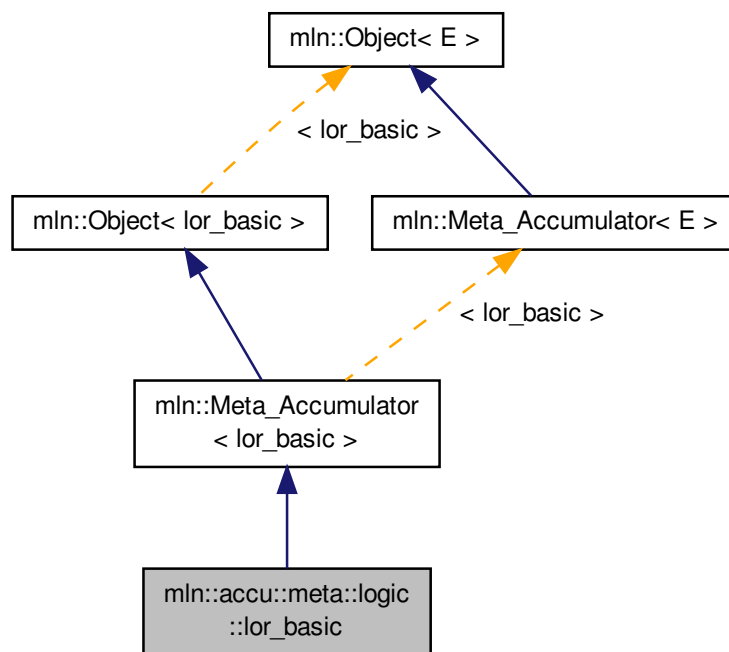 mln::Object< E >
< lor_basic >
mln::Object< lor_basic >
mln::Meta_Accumulator< E >
< lor_basic >
mln::Meta_Accumulator
< lor_basic >
mln::accu::meta::logic
::lor_basic